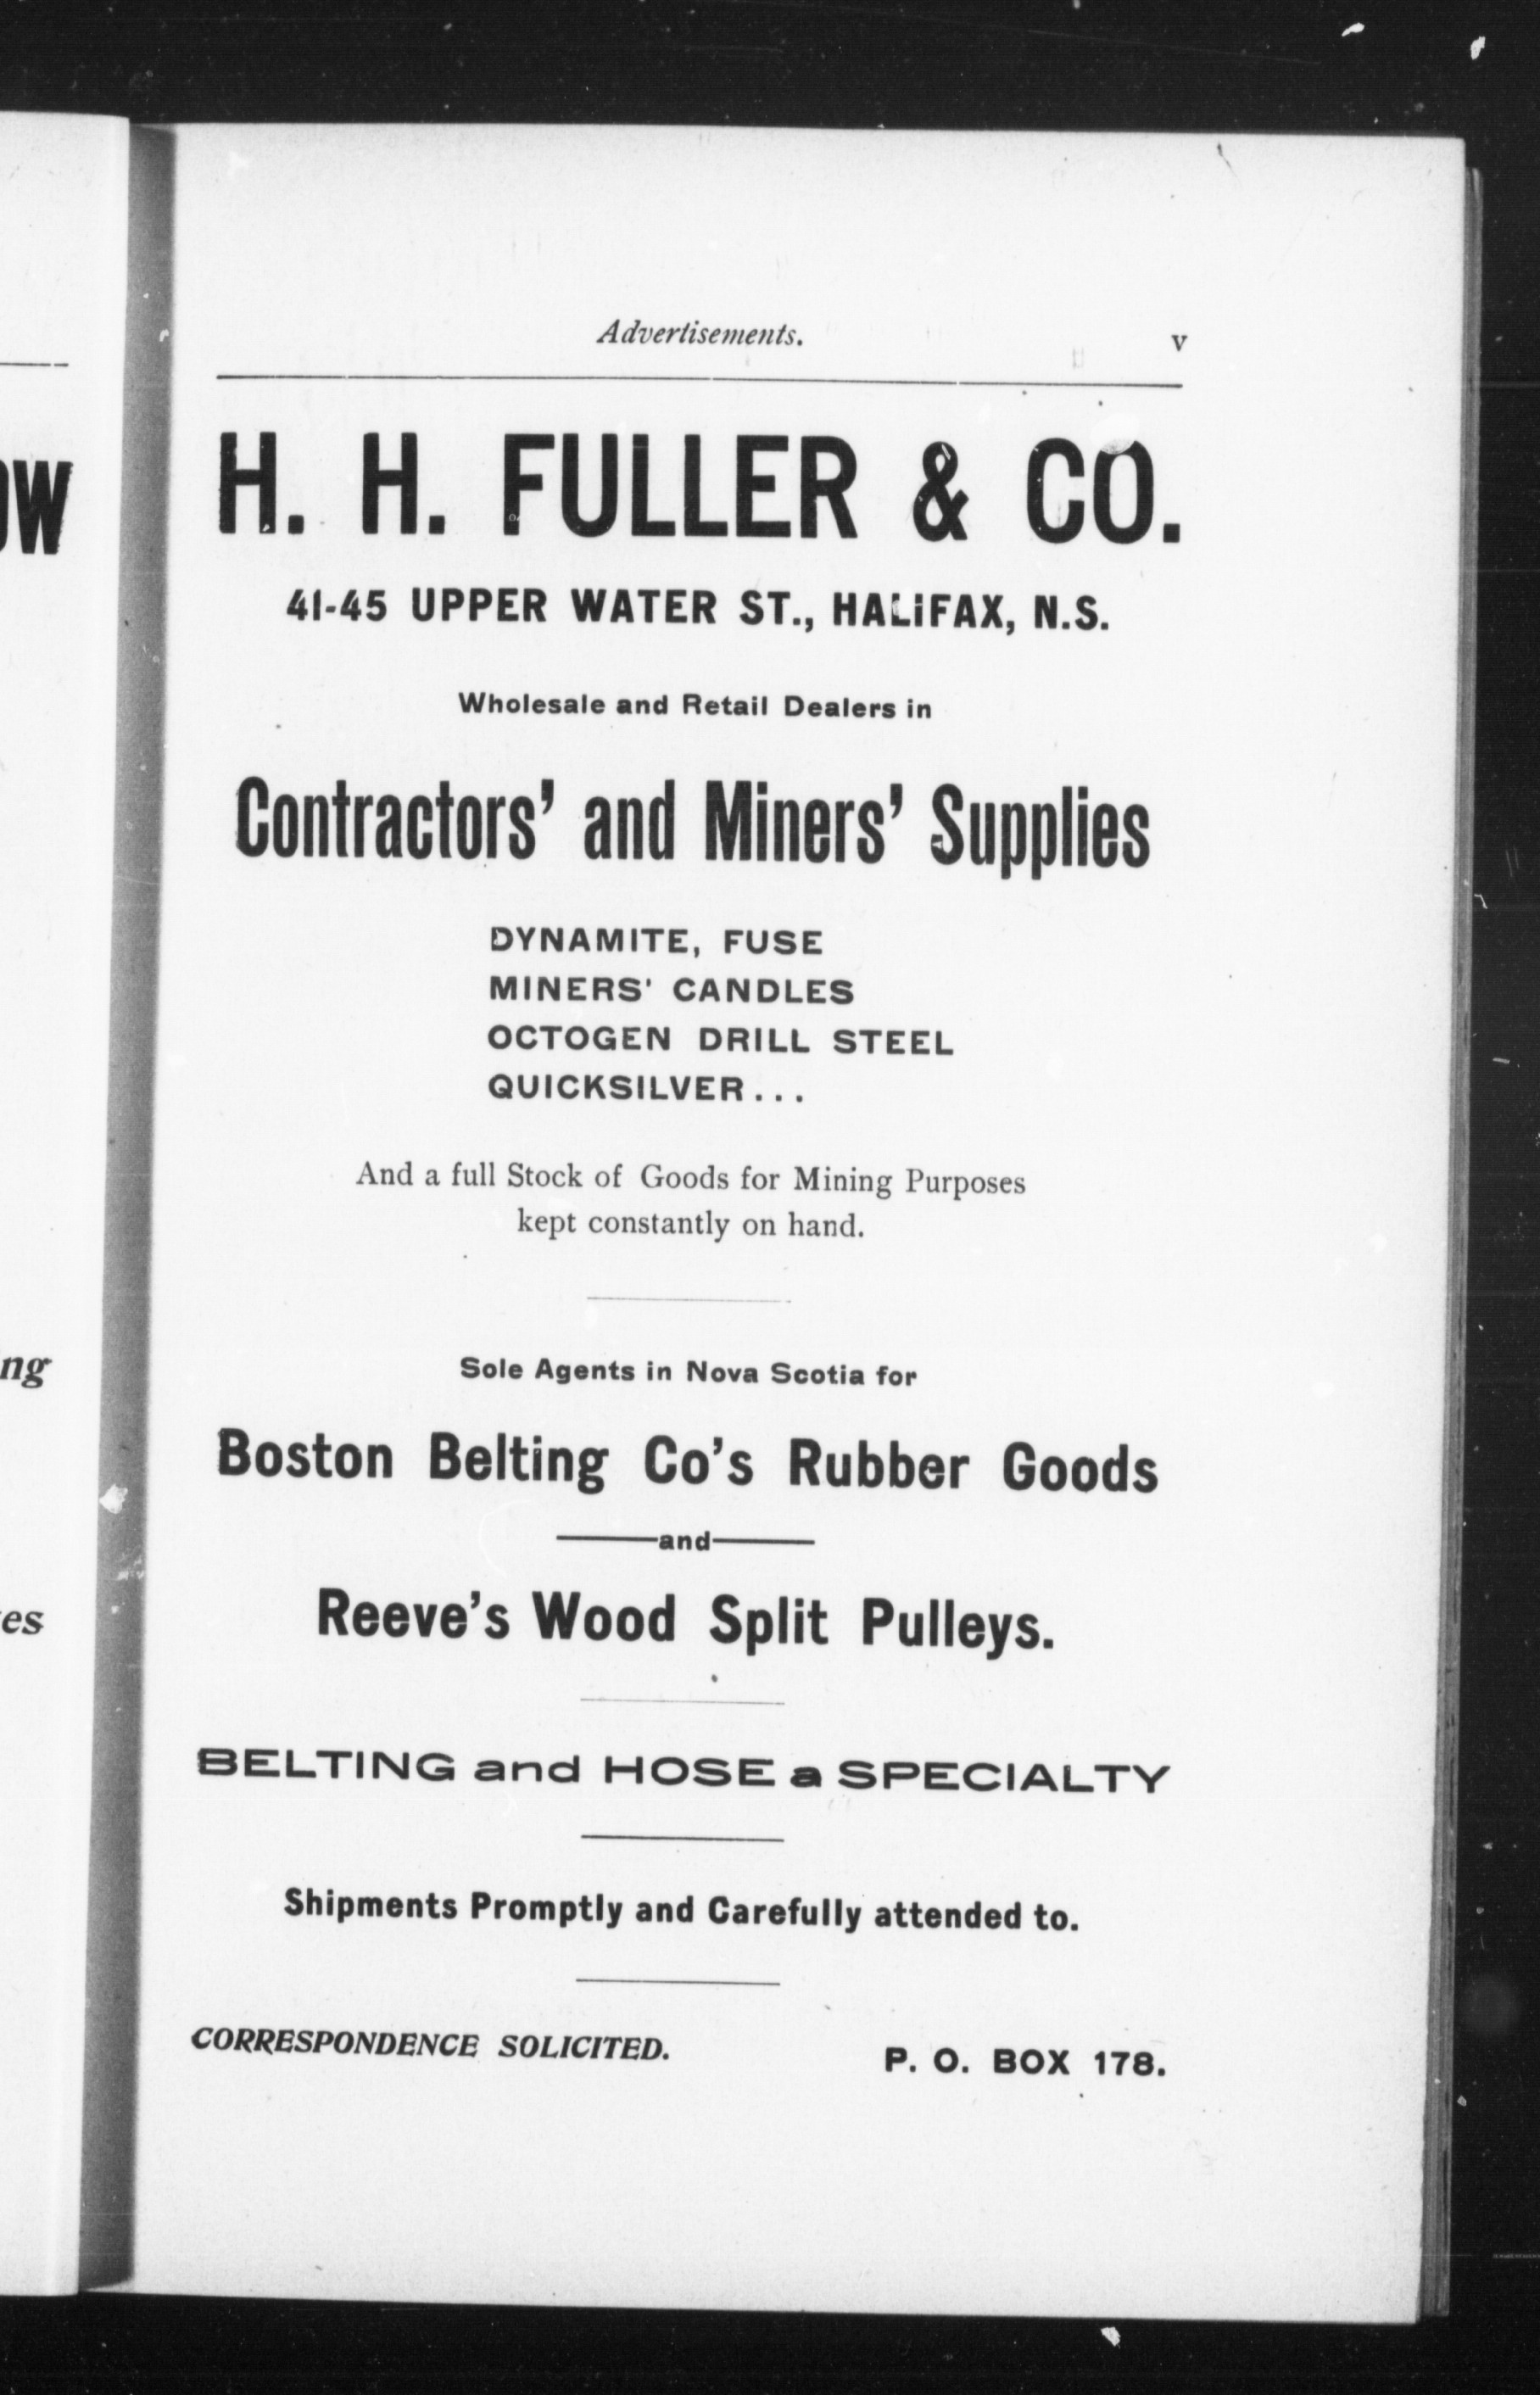 Advertisements. v
H. H. FULLER & CO.
41-45 UPPER WATER ST., HALIFAX, N.S.
Wholesale and Retail Dealers in
Contractors' and Miners' Supplies
DYNAMITE, FUSE
MINERS' CANDLES
OCTOGEN DRILL STEEL
QUICKSILVER...
And a full Stock of Goods for Mining Purposes
kept constantly on hand.
Sole Agents in Nova Scotia for
Boston Belting Co's Rubber Goods
and
Reeve's Wood Split Pulleys.
BELTING and HOSE a SPECIALTY
Shipments Promptly and Carefully attended to.
CORRESPONDENCE SOLICITED. P. O. BOX 178.